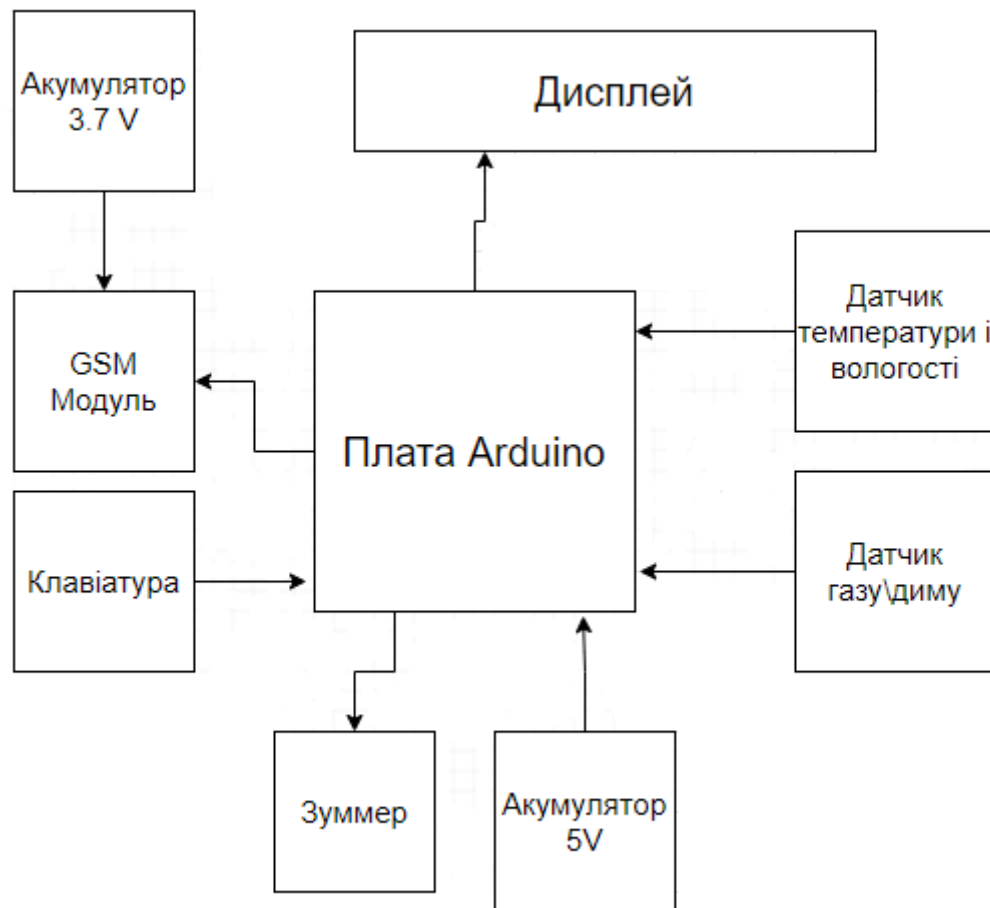 Акумулятор
3.7 V
Дисплей
GSM
Модуль
Датчик
температури і
вологості
Плата Arduino
Клавіатура
Датчик
газу\диму
Зуммер
Акумулятор
5V